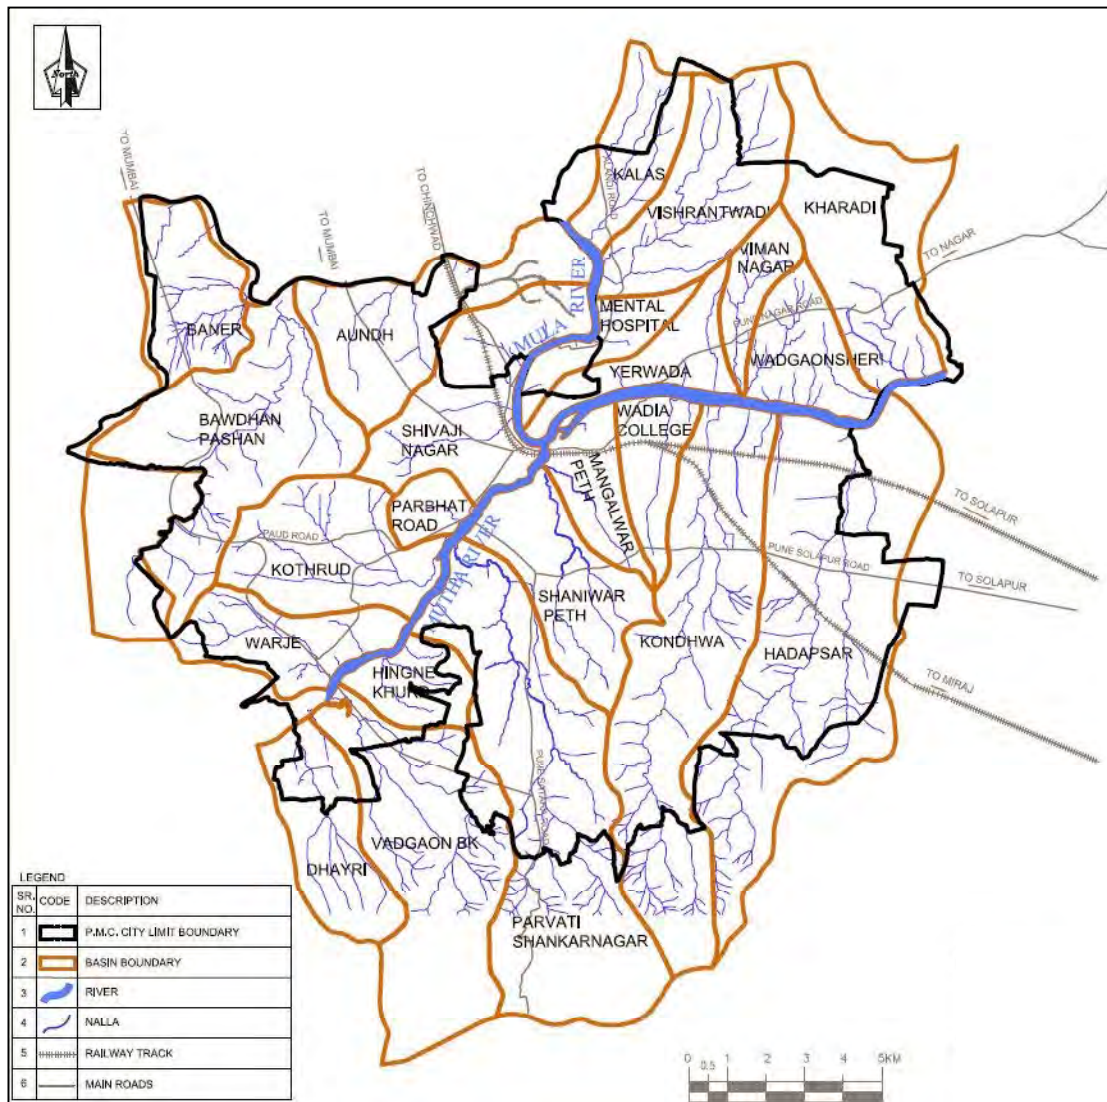 North
TO MUMBAI
TO MUMBAI
TO CHINCHWAD
ALANDI ROAD
KALAS
VISHRANTWADI
KHARADI
TO NAGAR
VIMAN
NAGAR
MULA RIVER
MENTAL
HOSPITAL
PUNE NAGAR ROAD
BANER
AUNDH
WADGAONSHERI
YERWADA
BAWDHAN
PASHAN
SHIVAJI
NAGAR
WADIA
COLLEGE
MANGALWAR
PETH
PARBHAT
ROAD
TO SOLAPUR
PAUD ROAD
KOTHRUD
MUTHA RIVER
PUNE SOLAPUR ROAD
TO SOLAPUR
SHANIWAR
PETH
WARJE
KONDHWA
HADAPSAR
HINGNE
KHURD
TO MIRAJ
VADGAON BK
DHAYRI
PARVATI
SHANKARNAGAR
LEGEND
SR. NO. CODE DESCRIPTION
1 P.M.C. CITY LIMIT BOUNDARY
2 BASIN BOUNDARY
3 RIVER
4 NALLA
5 RAILWAY TRACK
6 MAIN ROADS
0 0.5 1 2 3 4 5KM